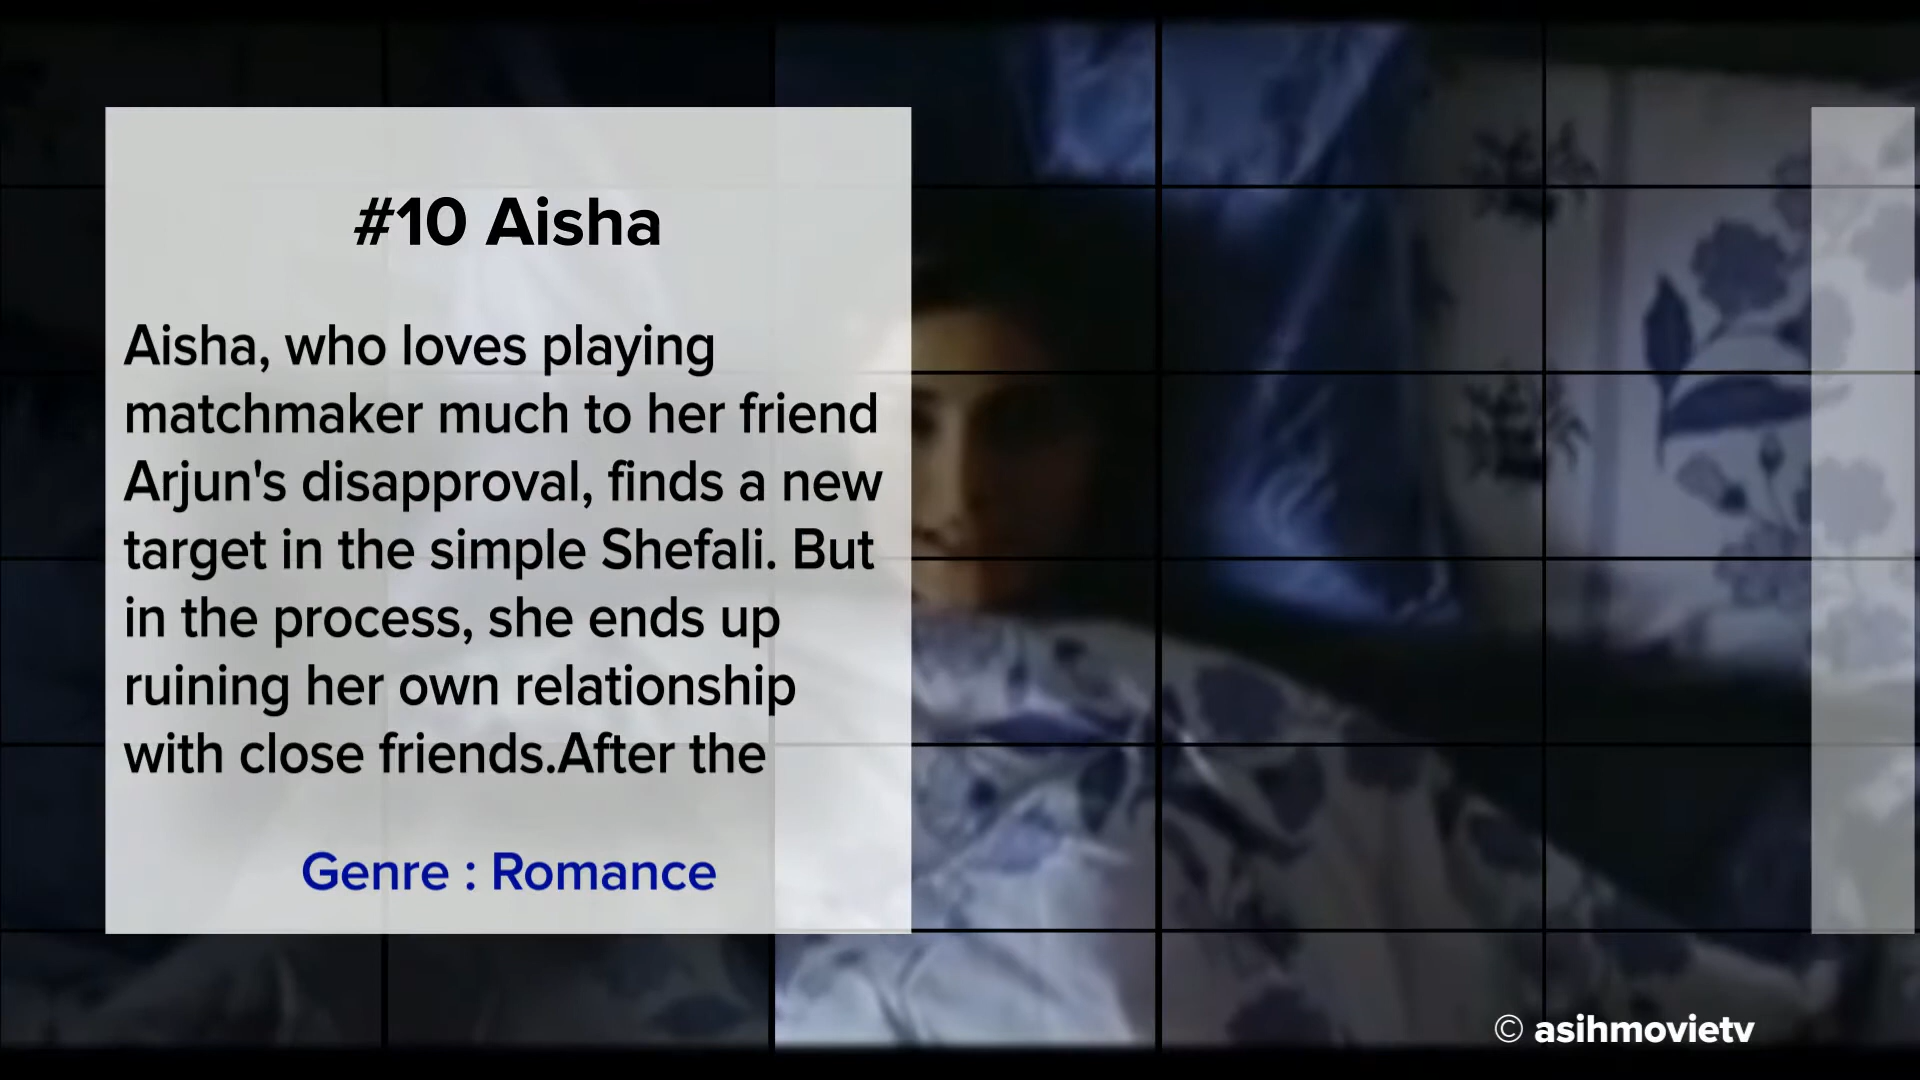 #10 Aisha
Aisha, who loves playing
matchmaker much to her friend
Arjun's disapproval, finds a new
target in the simple Shefali. But
in the process, she ends up
ruining her own relationship
with close friends.After the
Genre : Romance
© asihmovietv